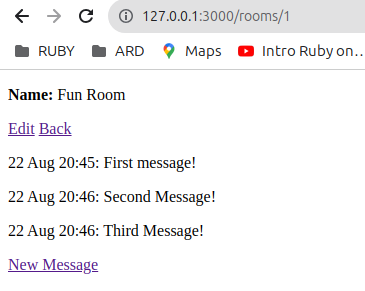 127.0.0.1:3000/rooms/1
RUBY ARD Maps Intro Ruby on…
Name: Fun Room
Edit Back
22 Aug 20:45: First message!
22 Aug 20:46: Second Message!
22 Aug 20:46: Third Message!
New Message